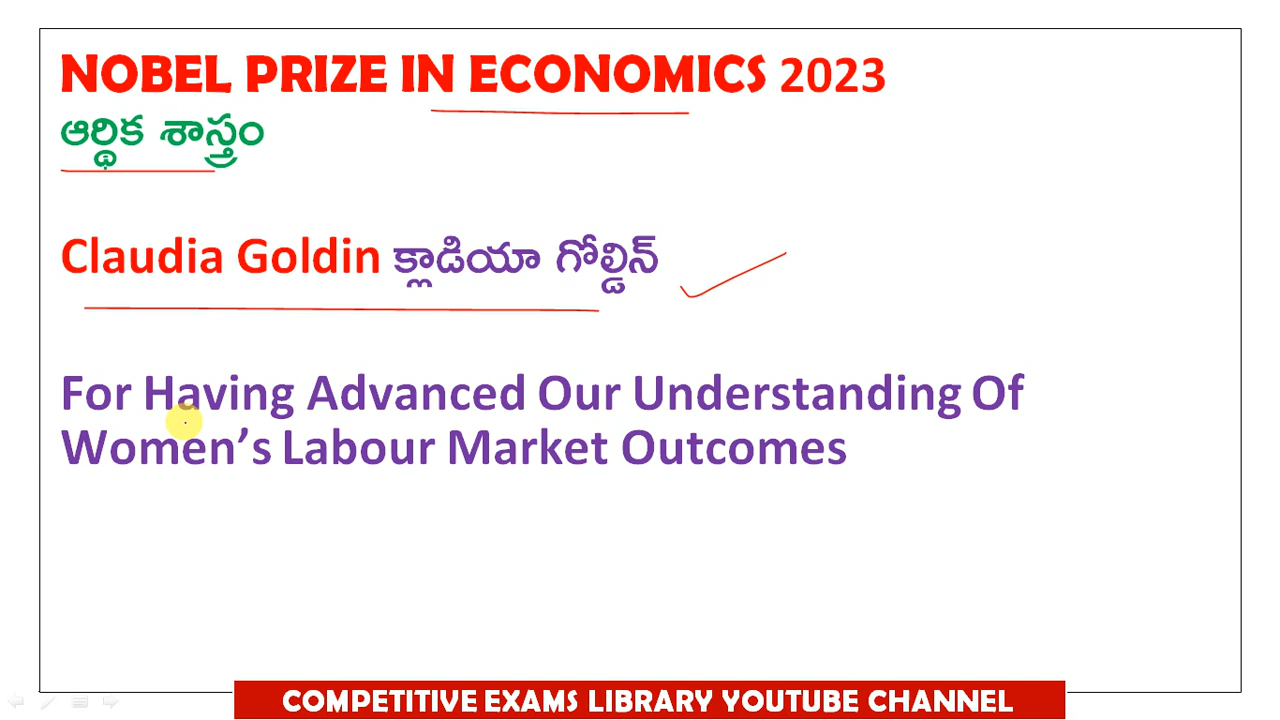 NOBEL PRIZE IN ECONOMICS 2023
ఆర్థిక శాస్త్రం
Claudia Goldin క్లాడియా గోల్డిన్
For Having Advanced Our Understanding Of
Women’s Labour Market Outcomes
COMPETITIVE EXAMS LIBRARY YOUTUBE CHANNEL